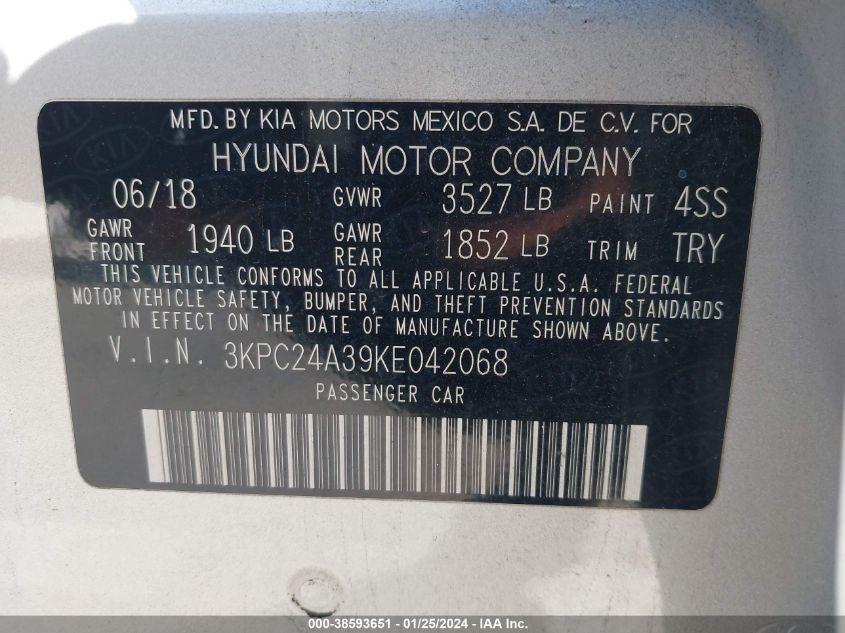 MFD. BY KIA MOTORS MEXICO S.A. DE C.V. FOR
HYUNDAI MOTOR COMPANY
06/18 GVWR 3527 LB PAINT 4SS
GAWR FRONT 1940 LB GAWR REAR 1852 LB TRIM TRY
THIS VEHICLE CONFORMS TO ALL APPLICABLE U.S.A. FEDERAL
MOTOR VEHICLE SAFETY, BUMPER, AND THEFT PREVENTION STANDARDS
IN EFFECT ON THE DATE OF MANUFACTURE SHOWN ABOVE.
V.I.N. 3KPC24A39KE042068
PASSENGER CAR
000-38593651 - 01/25/2024 - IAA Inc.